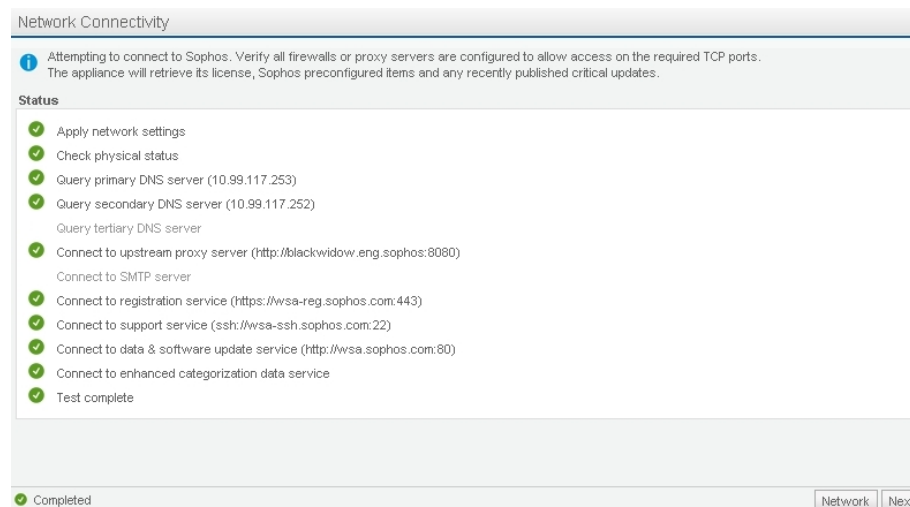 Network Connectivity
Attempting to connect to Sophos. Verify all firewalls or proxy servers are configured to allow access on the required TCP ports.
The appliance will retrieve its license, Sophos preconfigured items and any recently published critical updates.
Status
Apply network settings
Check physical status
Query primary DNS server (10.99.117.253)
Query secondary DNS server (10.99.117.252)
Query tertiary DNS server
Connect to upstream proxy server (http://blackwidow.eng.sophos:8080)
Connect to SMTP server
Connect to registration service (https://wsa-reg.sophos.com:443)
Connect to support service (ssh://wsa-ssh.sophos.com:22)
Connect to data & software update service (http://wsa.sophos.com:80)
Connect to enhanced categorization data service
Test complete
Completed
Network Nex